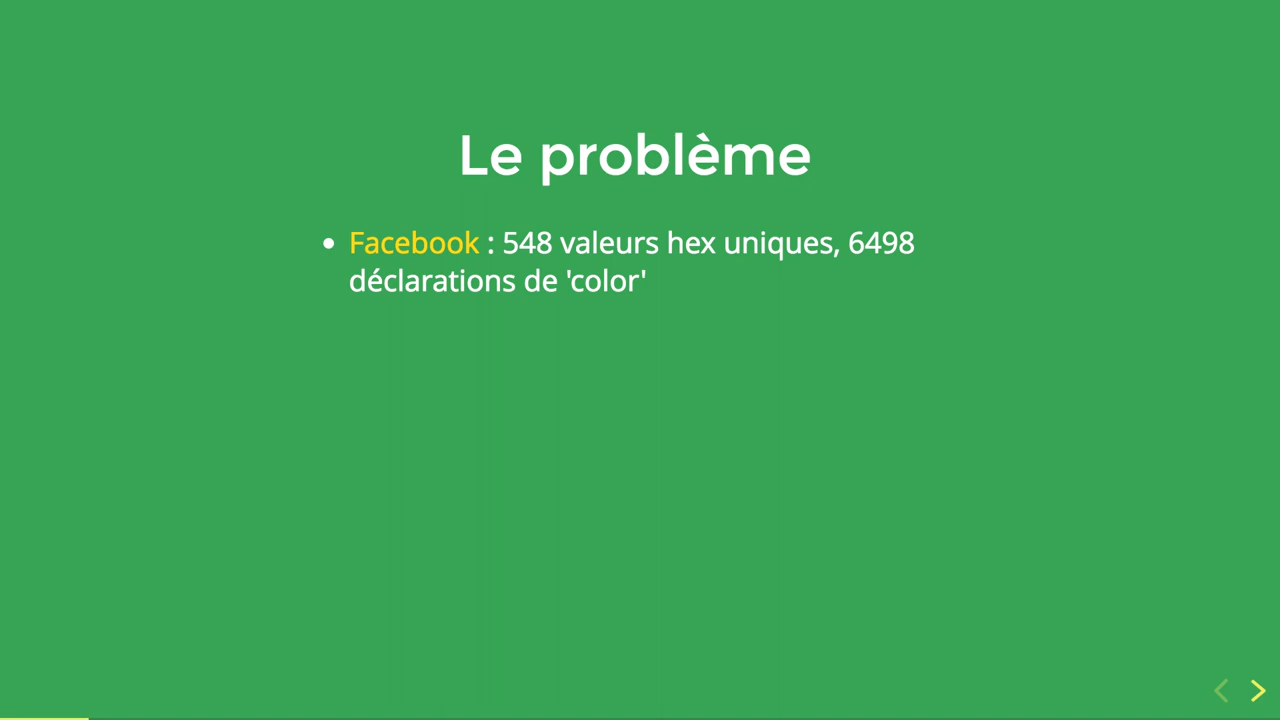 Le problème
• Facebook : 548 valeurs hex uniques, 6498
déclarations de 'color'